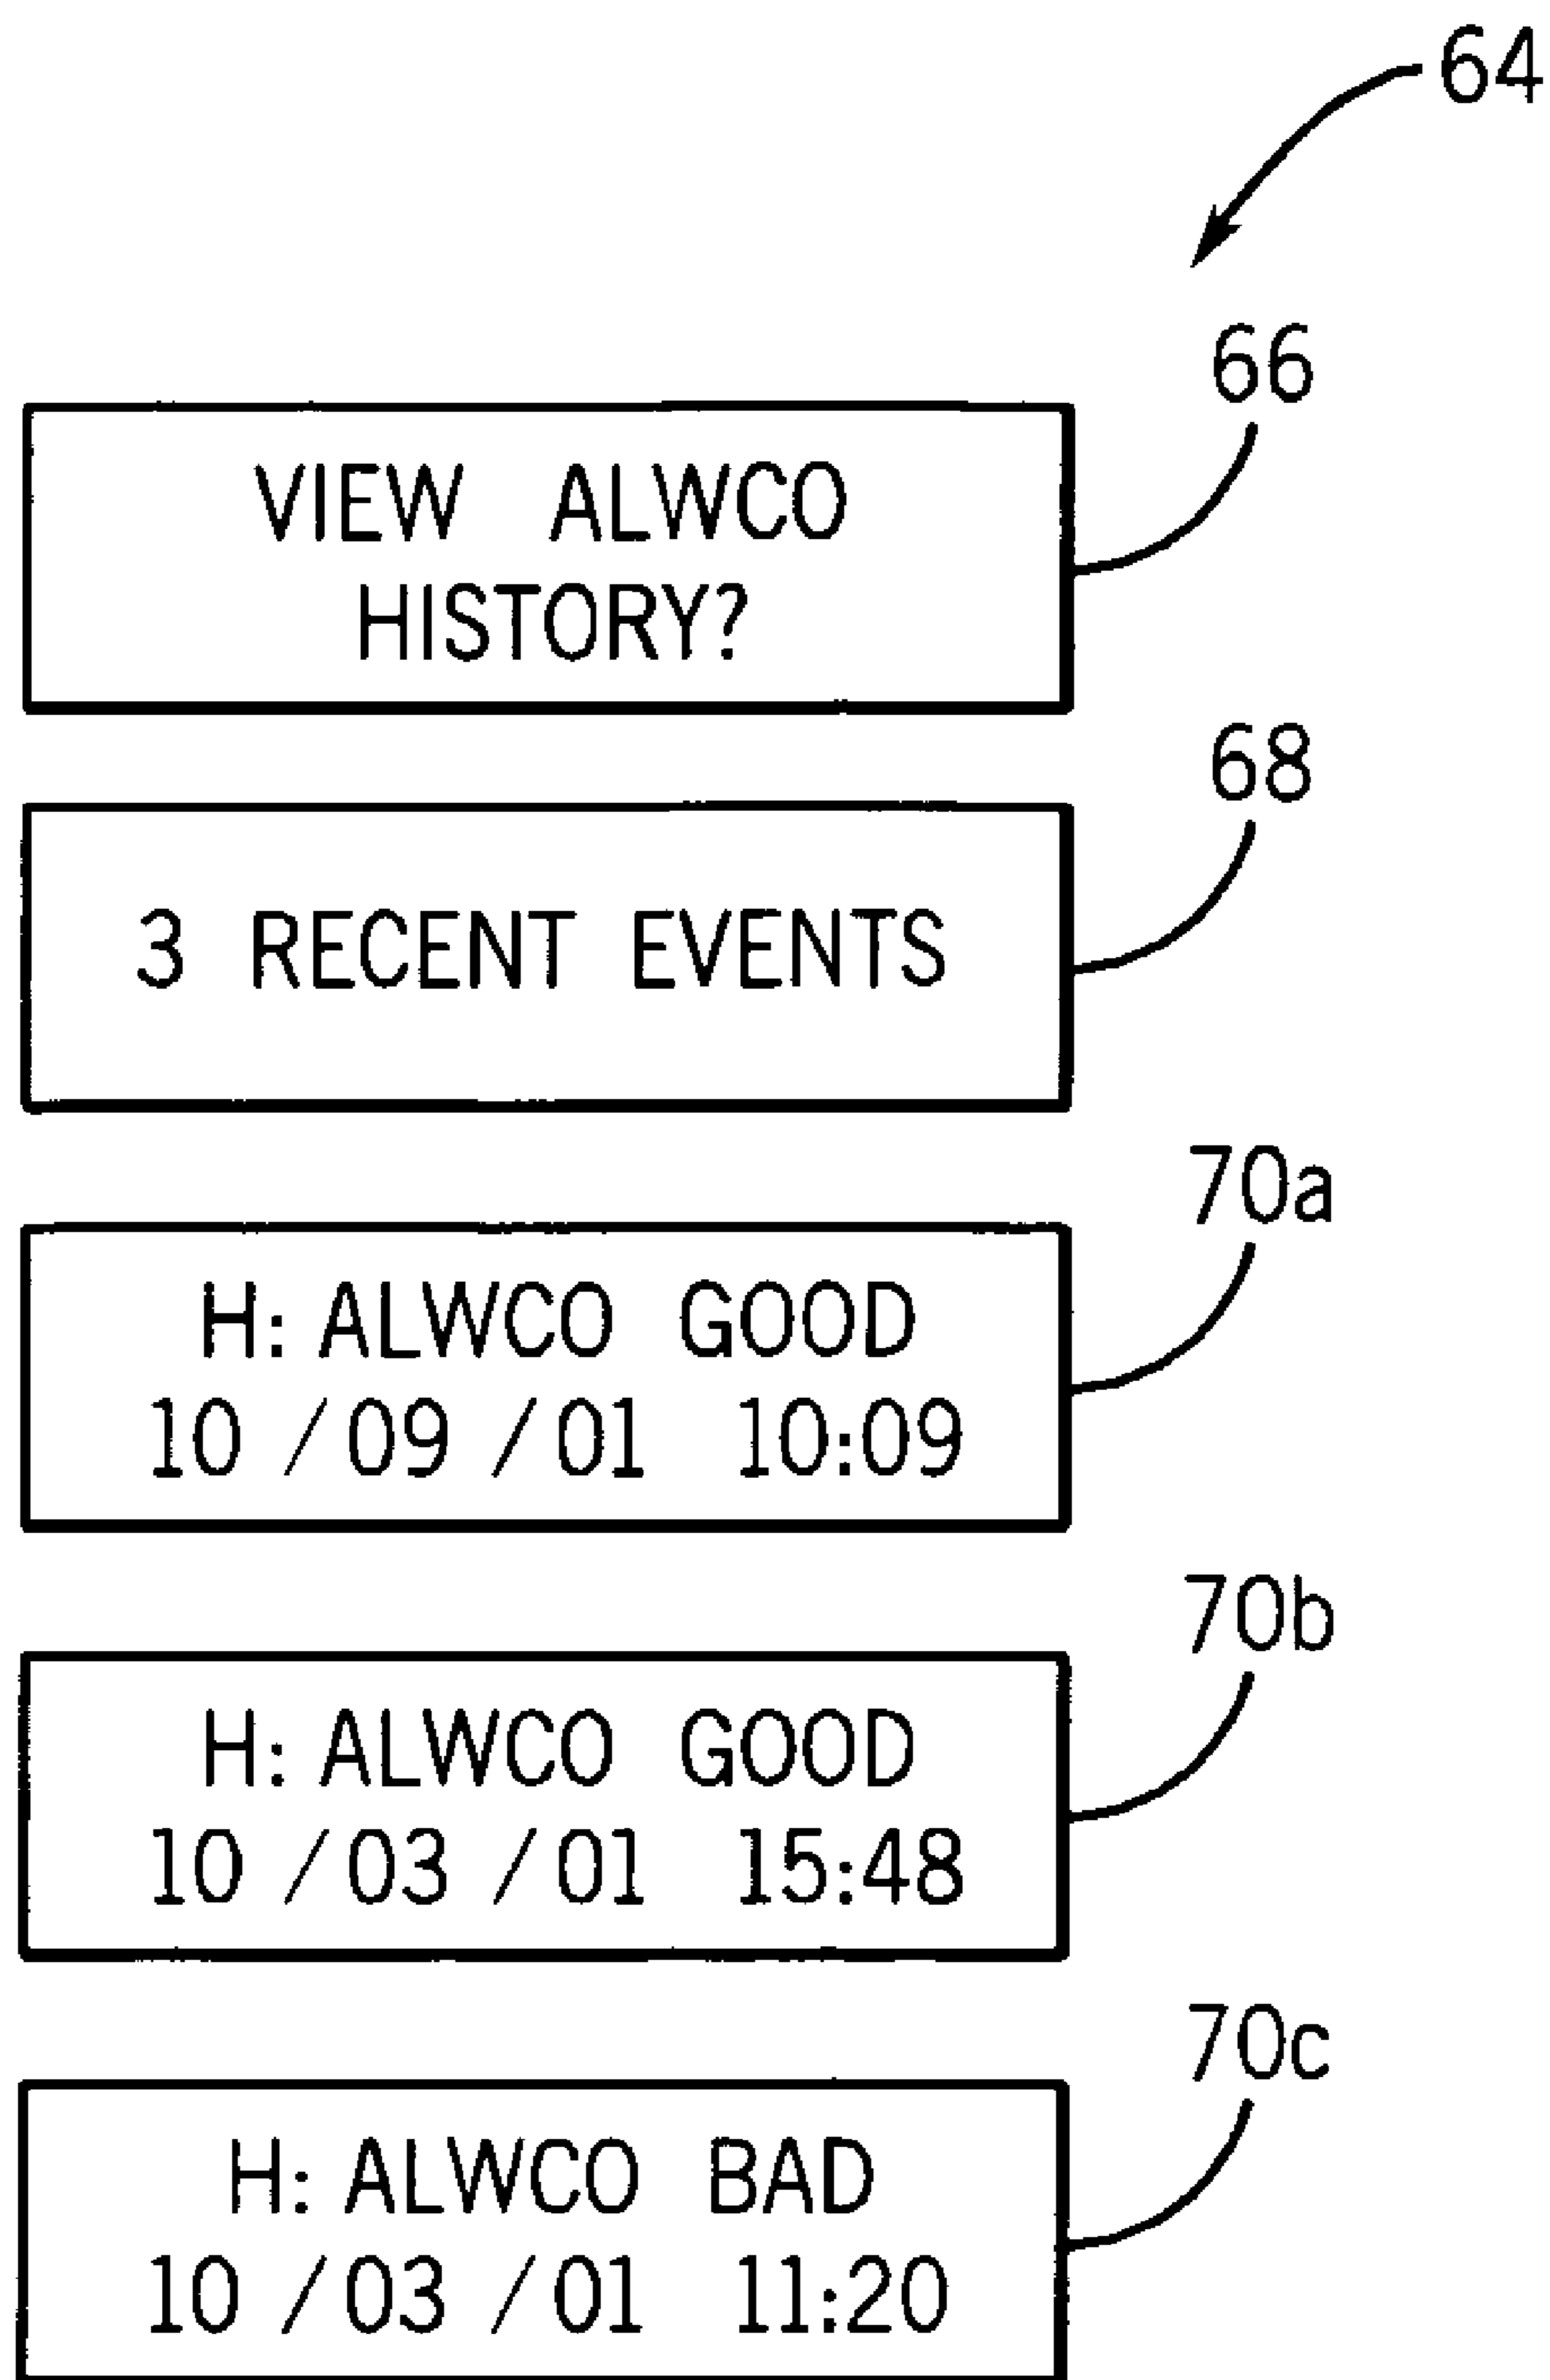 64
66
VIEW ALWCO
HISTORY?
68
3 RECENT EVENTS
70a
H: ALWCO GOOD
10 /09 /01 10:09
70b
H: ALWCO GOOD
10 /03 /01 15:48
70c
H: ALWCO BAD
10 /03 /01 11:20